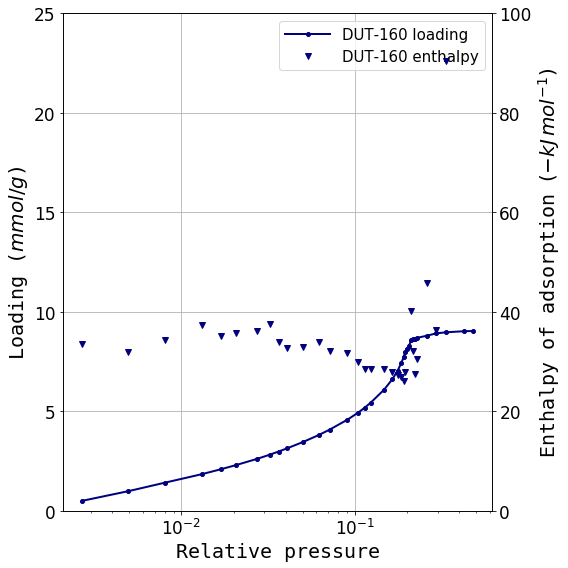 DUT-160 loading
DUT-160 enthalpy
25
20
15
10
5
0
Loading (mmol/g)
100
80
60
40
20
0
Enthalpy of adsorption (−kJ mol⁻¹)
10⁻²
10⁻¹
Relative pressure